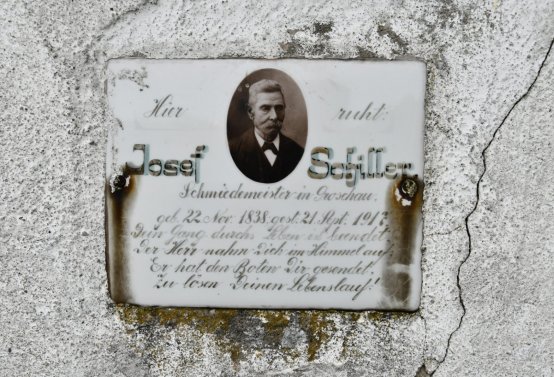 Hier ruht:
Josef Schiller.
Schmiedemeister in Groschau.
geb. 22. Nov. 1838. gest. 21. Sept. 1917
Dein Gang durchs Leben ist beendet,
Der Herr nahm Dich im Himmel auf;
Er hat den Boten Dir gesendet,
Zu lösen Deinen Lebenslauf!